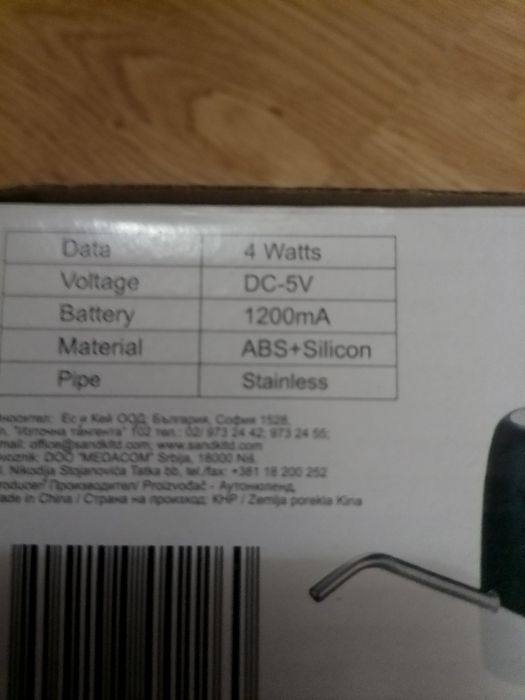 Data 4 Watts
Voltage DC-5V
Battery 1200mA
Material ABS+Silicon
Pipe Stainless
Ес и Кей ООД, България, София 1528,
"Източна тангента" 102 тел.: 02/ 973 24 42; 973 24 55;
office@sandkltd.com; www.sandkltd.com
DOO "MEDACOM" Srbija, 18000 Niš,
Nikodija Stojanovića Tatka bb, tel./fax: +381 18 200 252
Производител/ Proizvođač -
in China / Страна на произход: КНР / Zemlja porekla Kina